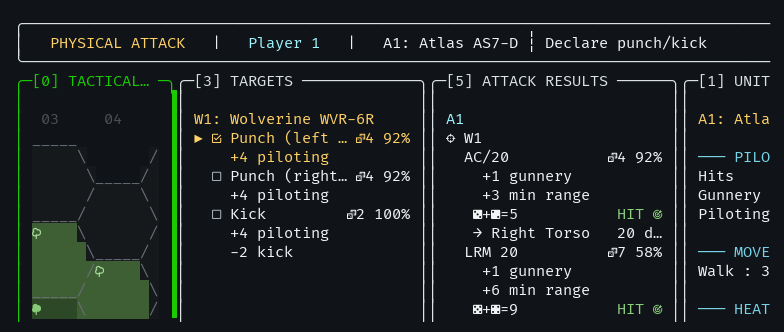 PHYSICAL ATTACK | Player 1 | A1: Atlas AS7-D ¦ Declare punch/kick
[0] TACTICAL…
03 04
[3] TARGETS
W1: Wolverine WVR-6R
▶ ☑ Punch (left … 4 92%
+4 piloting
☐ Punch (right… 4 92%
+4 piloting
☐ Kick 2 100%
+4 piloting
-2 kick
[5] ATTACK RESULTS
A1
W1
AC/20 4 92%
+1 gunnery
+3 min range
+ =5 HIT
→ Right Torso 20 d…
LRM 20 7 58%
+1 gunnery
+6 min range
+ =9 HIT
[1] UNIT
A1: Atla
PILO
Hits
Gunnery
Piloting
MOVE
Walk : 3
HEAT